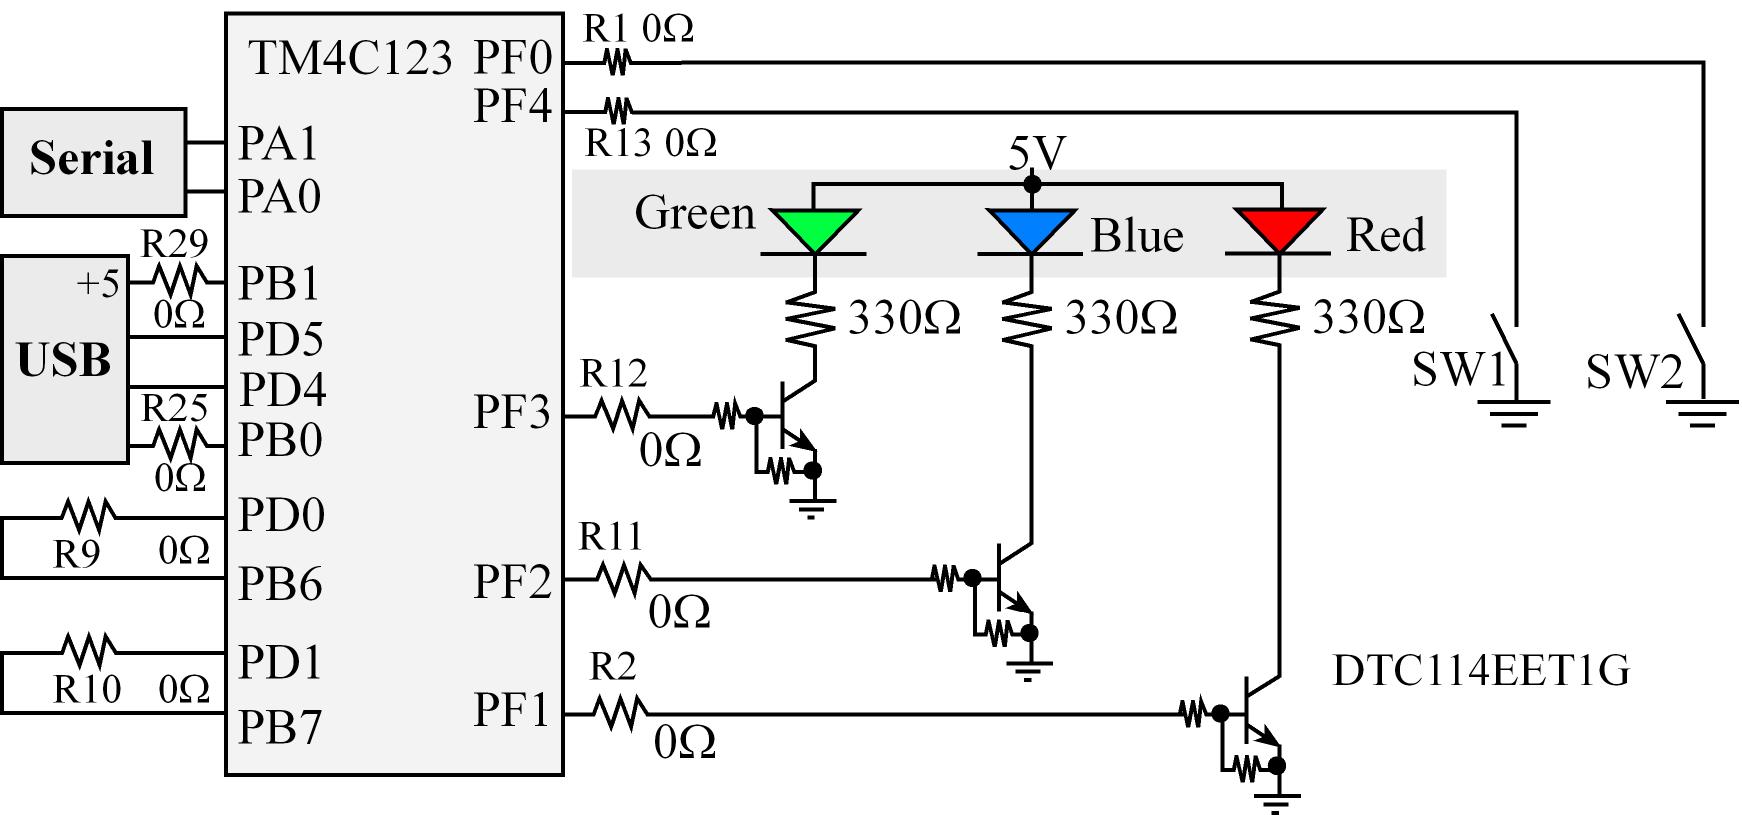 R1 0Ω
TM4C123
PF0
PF4
R13 0Ω
Serial
PA1
PA0
5V
Green
Blue
Red
R29
+5
0Ω
PB1
USB
PD5
PD4
R25
PB0
0Ω
330Ω
330Ω
330Ω
SW1
SW2
R12
PF3
0Ω
PD0
R9
0Ω
PB6
R11
PF2
0Ω
PD1
R10
0Ω
PB7
R2
PF1
0Ω
DTC114EET1G